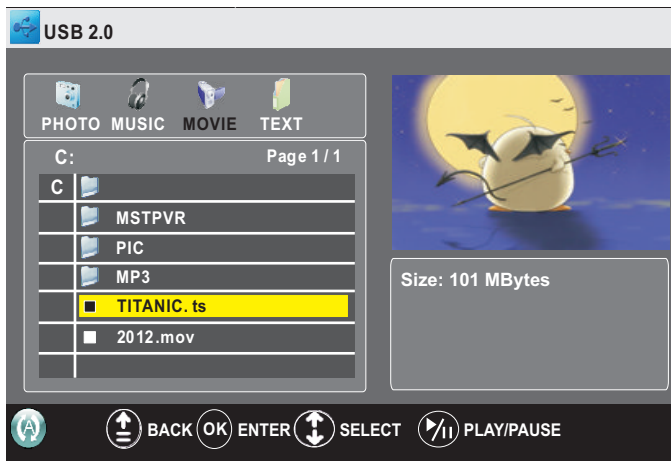 USB 2.0
PHOTO MUSIC MOVIE TEXT
C: Page 1 / 1
C
MSTPVR
PIC
MP3
TITANIC. ts
2012.mov
Size: 101 MBytes
A BACK OK ENTER SELECT PLAY/PAUSE